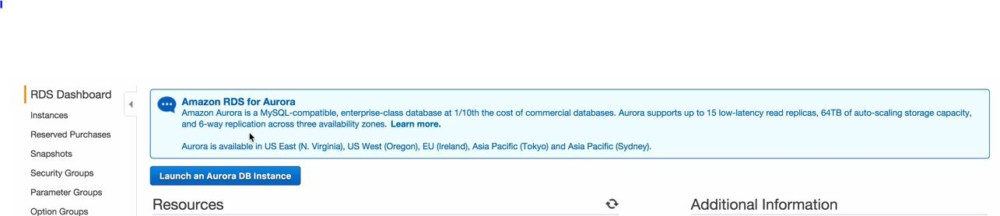 RDS Dashboard
Instances
Reserved Purchases
Snapshots
Security Groups
Parameter Groups
Option Groups
Amazon RDS for Aurora
Amazon Aurora is a MySQL-compatible, enterprise-class database at 1/10th the cost of commercial databases. Aurora supports up to 15 low-latency read replicas, 64TB of auto-scaling storage capacity,
and 6-way replication across three availability zones. Learn more.
Aurora is available in US East (N. Virginia), US West (Oregon), EU (Ireland), Asia Pacific (Tokyo) and Asia Pacific (Sydney).
Launch an Aurora DB Instance
Resources
Additional Information